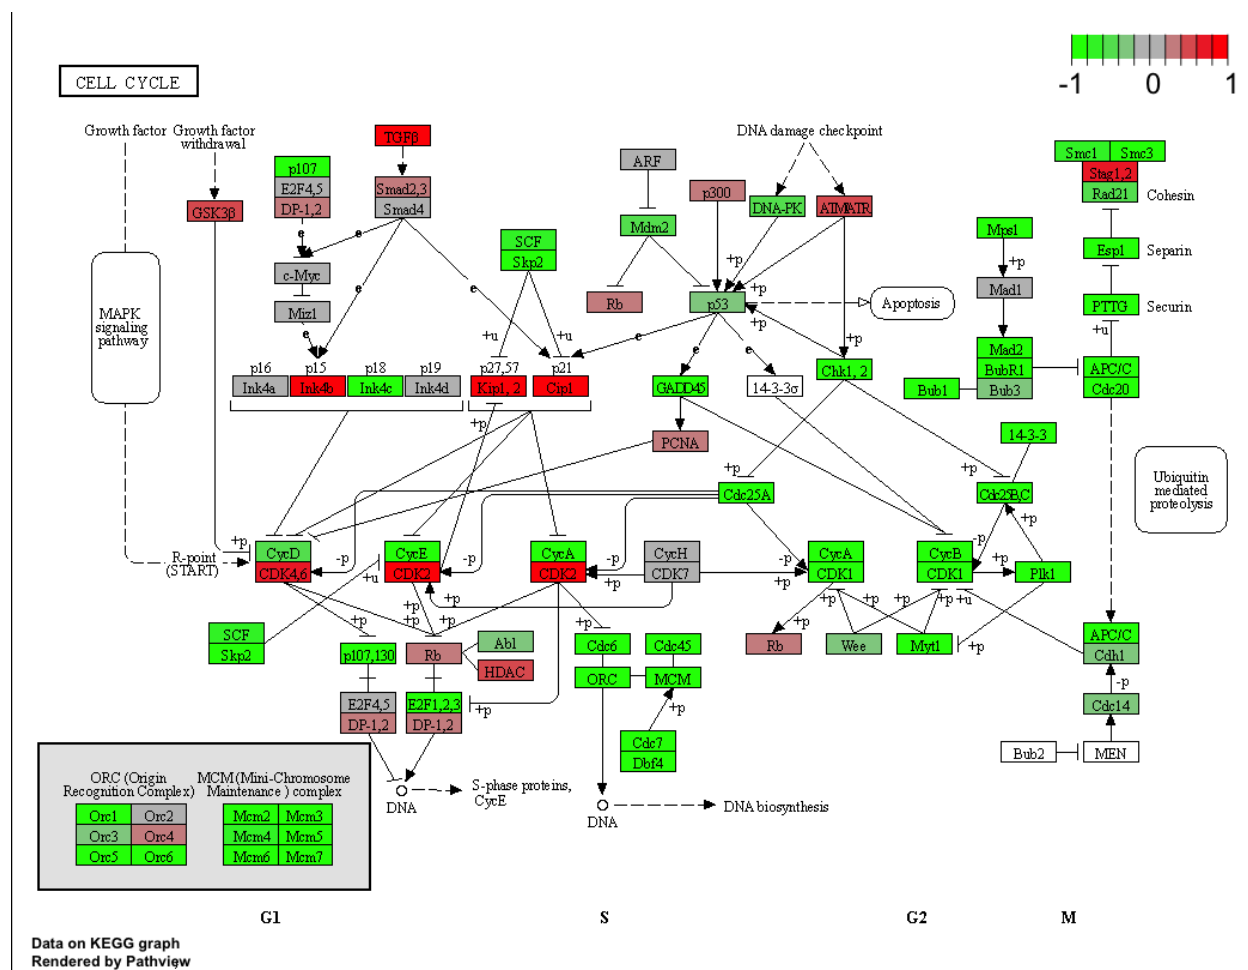 -1 0 1
CELL CYCLE
Growth factor
Growth factor
withdrawal
TGFβ
DNA damage checkpoint
p107
E2F4,5
DP-1,2
Smad2,3
Smad4
ARF
p300
DNA-PK
ATM/ATR
Smc1
Smc3
Stag1,2
Rad21
Cohesin
GSK3β
e
e
e
e
SCF
Skp2
Mdm2
+p
+p
Mps1
+p
Esp1
Separin
c-Myc
Miz1
e
MAPK
signaling
pathway
Rb
p53
+p
Apoptosis
Mad1
PTTG
Securin
+u
+u
+u
e
e
e
+p
p16
Ink4a
p15
Ink4b
p18
Ink4c
p19
Ink4d
p27,57
Kip1, 2
p21
Cip1
GADD45
14-3-3σ
Chk1, 2
Mad2
BubR1
Bub3
Bub1
APC/C
Cdc20
+p
PCNA
14-3-3
Ubiquitin
mediated
proteolysis
+p
Cdc25A
+p
Cdc25B,C
+p
R-point
(START)
+p
CycD
CDK4,6
-p
CycE
CDK2
-p
CycA
CDK2
-p
+p
CycH
CDK7
-p
+p
CycA
CDK1
CycB
CDK1
-p
+p
Plk1
+u
+p
+p
+p
+p
+p
+p
+p
+p
+u
+p
SCF
Skp2
p107,130
Rb
Abl
HDAC
Cdc6
Cdc45
ORC
MCM
Rb
Wee
Myt1
APC/C
Cdh1
-p
E2F4,5
DP-1,2
E2F1,2,3
DP-1,2
+p
+p
Cdc7
Dbf4
Cdc14
Bub2
MEN
DNA
S-phase proteins,
CycE
DNA
DNA biosynthesis
ORC (Origin
Recognition Complex)
MCM (Mini-Chromosome
Maintenance ) complex
Orc1 Orc2
Orc3 Orc4
Orc5 Orc6
Mcm2 Mcm3
Mcm4 Mcm5
Mcm6 Mcm7
G1 S G2 M
Data on KEGG graph
Rendered by Pathview